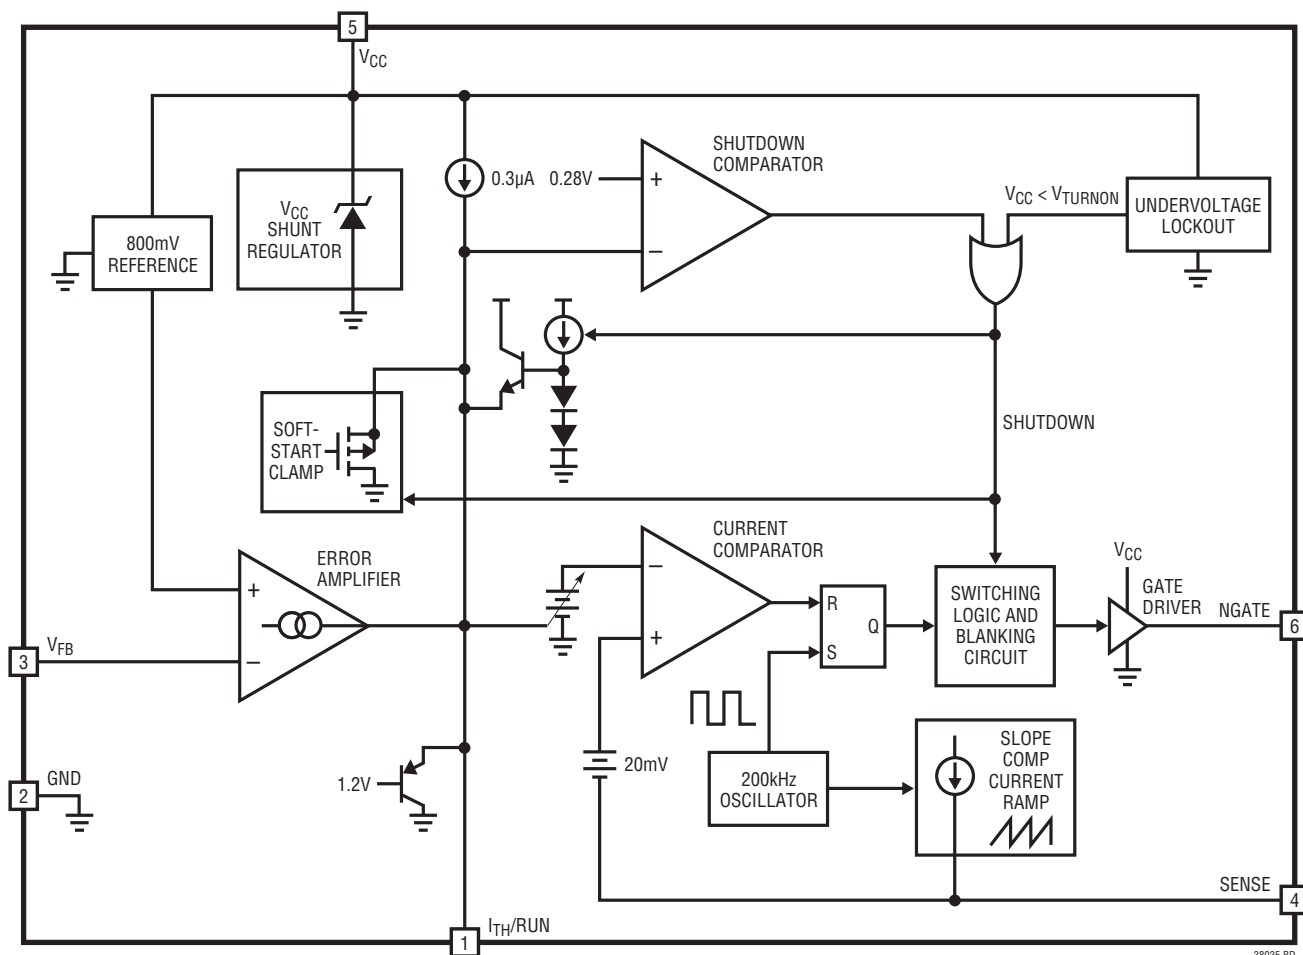 5
VCC
SHUTDOWN
COMPARATOR
0.3µA
0.28V
+
−
VCC < VTURNON
UNDERVOLTAGE
LOCKOUT
VCC
SHUNT
REGULATOR
800mV
REFERENCE
SOFT-
START
CLAMP
SHUTDOWN
ERROR
AMPLIFIER
+
−
CURRENT
COMPARATOR
−
+
R
Q
S
SWITCHING
LOGIC AND
BLANKING
CIRCUIT
VCC
GATE
DRIVER
NGATE
6
VFB
3
GND
2
1.2V
20mV
200kHz
OSCILLATOR
SLOPE
COMP
CURRENT
RAMP
SENSE
4
ITH/RUN
1